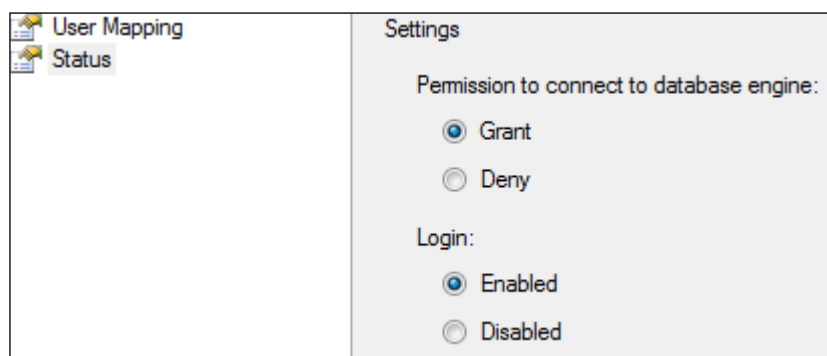 User Mapping
Status
Settings
Permission to connect to database engine:
Grant
Deny
Login:
Enabled
Disabled